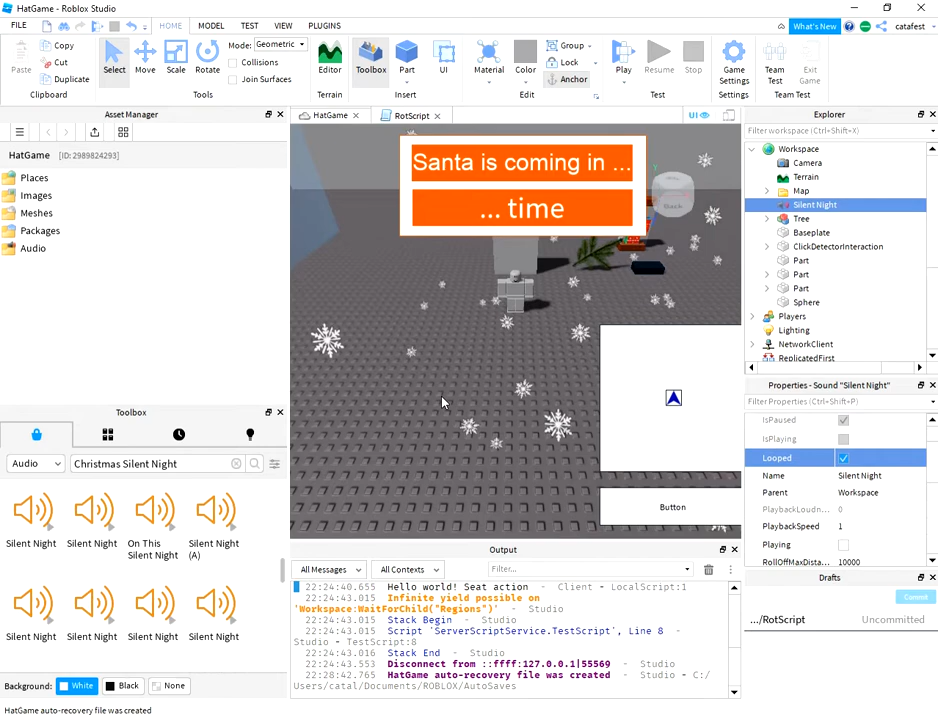 HatGame - Roblox Studio
FILE
HOME
MODEL
TEST
VIEW
PLUGINS
What's New
catafest
Paste
Copy
Cut
Duplicate
Clipboard
Select
Move
Scale
Rotate
Mode: Geometric
Collisions
Join Surfaces
Tools
Editor
Terrain
Toolbox
Part
UI
Insert
Material
Color
Group
Lock
Anchor
Edit
Play
Resume
Stop
Test
Game Settings
Settings
Team Test
Exit Game
Team Test
Asset Manager
HatGame [ID: 2989824293]
Places
Images
Meshes
Packages
Audio
Toolbox
Audio
Christmas Silent Night
Silent Night
Silent Night
On This Silent Night
Silent Night (A)
Silent Night
Silent Night
Silent Night
Silent Night
Background:
White
Black
None
HatGame auto-recovery file was created
HatGame
RotScript
UI
Santa is coming in ...
... time
Back
Button
Output
All Messages
All Contexts
Filter...
22:24:40.655 Hello world! Seat action - Client - LocalScript:1
22:24:43.015 Infinite yield possible on
'Workspace:WaitForChild("Regions")' - Studio
22:24:43.015 Stack Begin - Studio
22:24:43.015 Script 'ServerScriptService.TestScript', Line 8 -
Studio - TestScript:8
22:24:43.016 Stack End - Studio
22:24:43.553 Disconnect from ::ffff:127.0.0.1|55569 - Studio
22:28:42.765 HatGame auto-recovery file was created - Studio - C:/
Users/catal/Documents/ROBLOX/AutoSaves
Explorer
Filter workspace (Ctrl+Shift+X)
Workspace
Camera
Terrain
Map
Silent Night
Tree
Baseplate
ClickDetectorInteraction
Part
Part
Part
Sphere
Players
Lighting
NetworkClient
ReplicatedFirst
Properties - Sound "Silent Night"
Filter Properties (Ctrl+Shift+P)
IsPaused
IsPlaying
Looped
Name Silent Night
Parent Workspace
PlaybackLoudn... 0
PlaybackSpeed 1
Playing
RollOffMaxDista... 10000
Drafts
Commit
.../RotScript Uncommitted